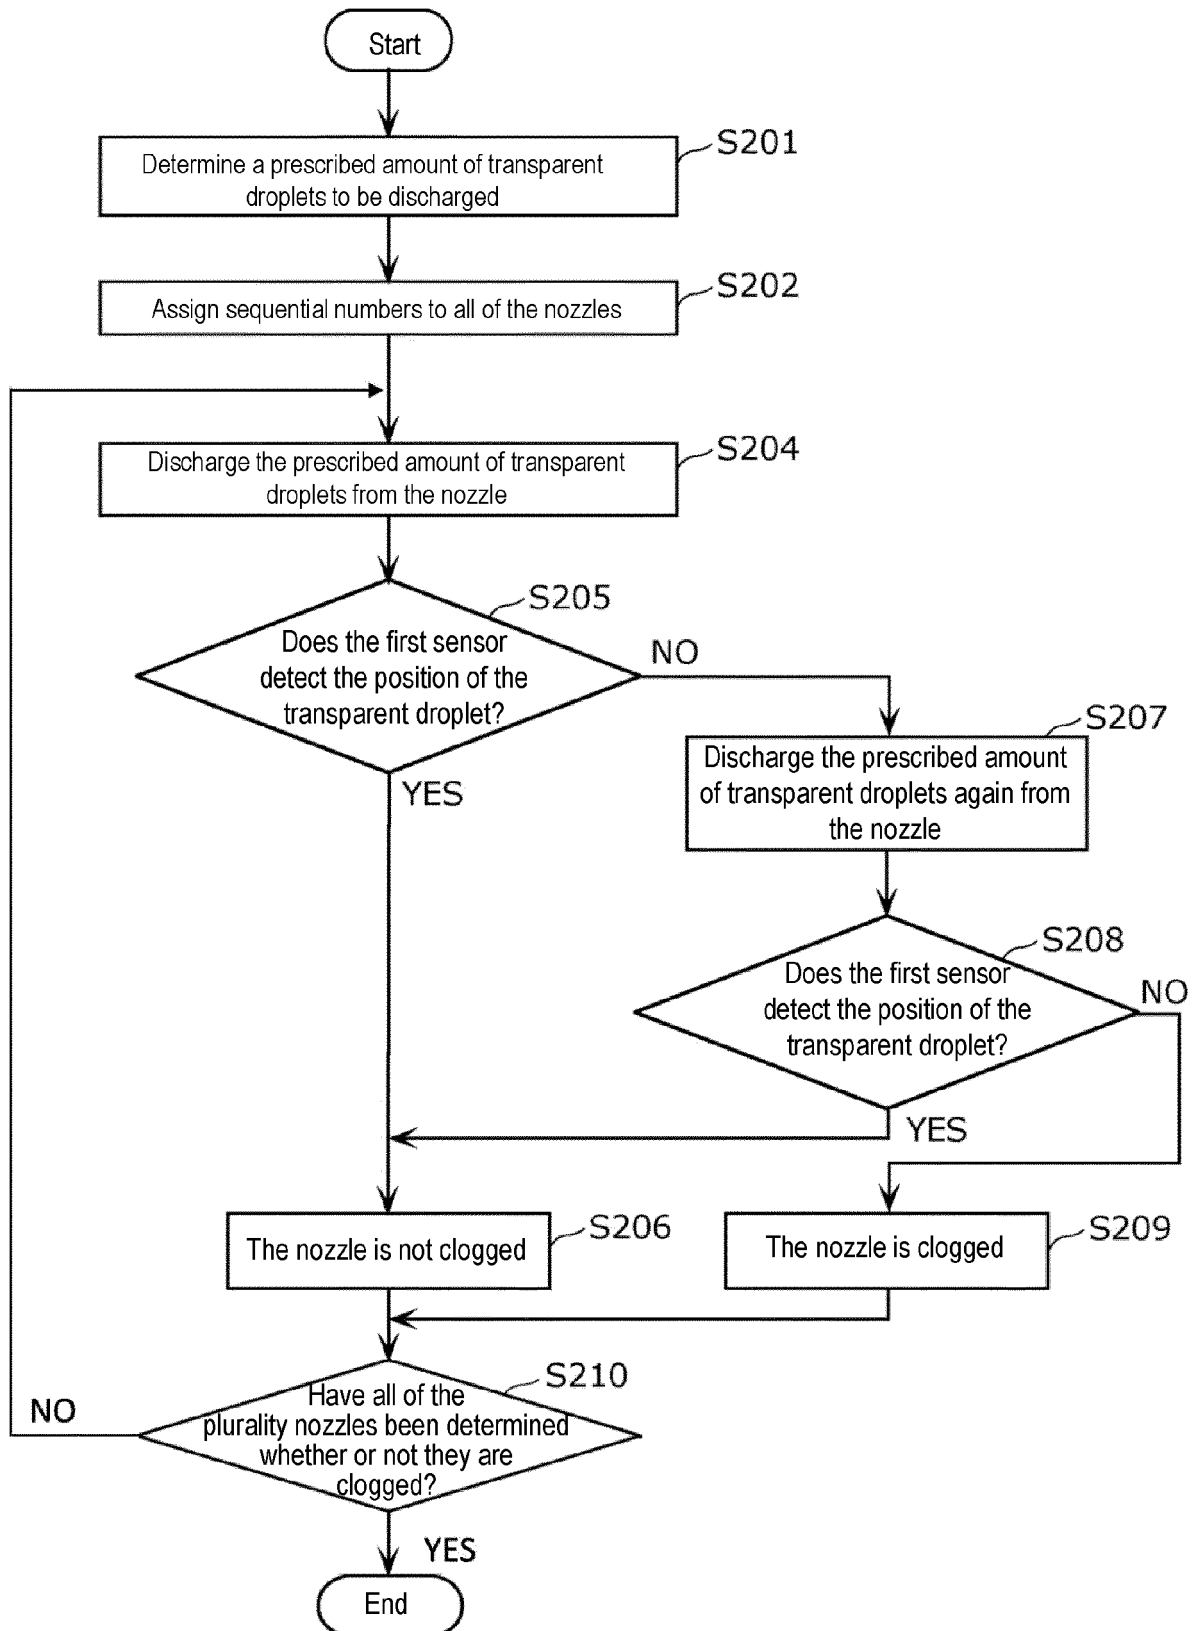 Start
S201
Determine a prescribed amount of transparent
droplets to be discharged
S202
Assign sequential numbers to all of the nozzles
S204
Discharge the prescribed amount of transparent
droplets from the nozzle
S205
Does the first sensor
detect the position of the
transparent droplet?
NO
YES
S207
Discharge the prescribed amount
of transparent droplets again from
the nozzle
S208
Does the first sensor
detect the position of the
transparent droplet?
NO
YES
S206
The nozzle is not clogged
S209
The nozzle is clogged
S210
Have all of the
plurality nozzles been determined
whether or not they are
clogged?
NO
YES
End